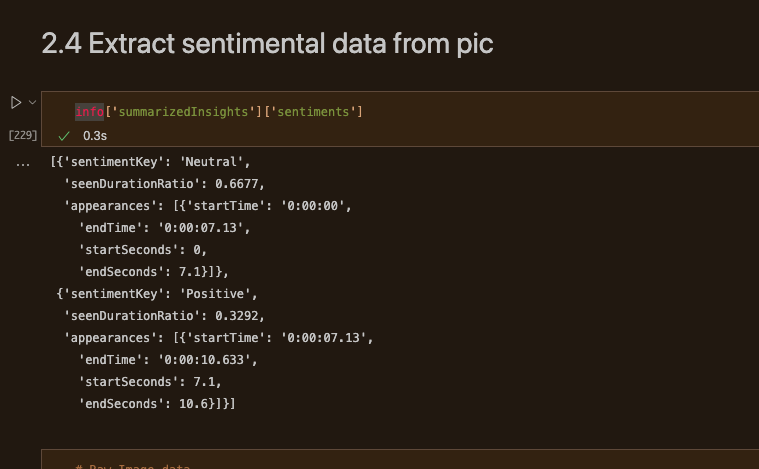 2.4 Extract sentimental data from pic
info['summarizedInsights']['sentiments']
[229]
0.3s
...
[{'sentimentKey': 'Neutral',
'seenDurationRatio': 0.6677,
'appearances': [{'startTime': '0:00:00',
'endTime': '0:00:07.13',
'startSeconds': 0,
'endSeconds': 7.1}]},
{'sentimentKey': 'Positive',
'seenDurationRatio': 0.3292,
'appearances': [{'startTime': '0:00:07.13',
'endTime': '0:00:10.633',
'startSeconds': 7.1,
'endSeconds': 10.6}]}]
# Raw Image data